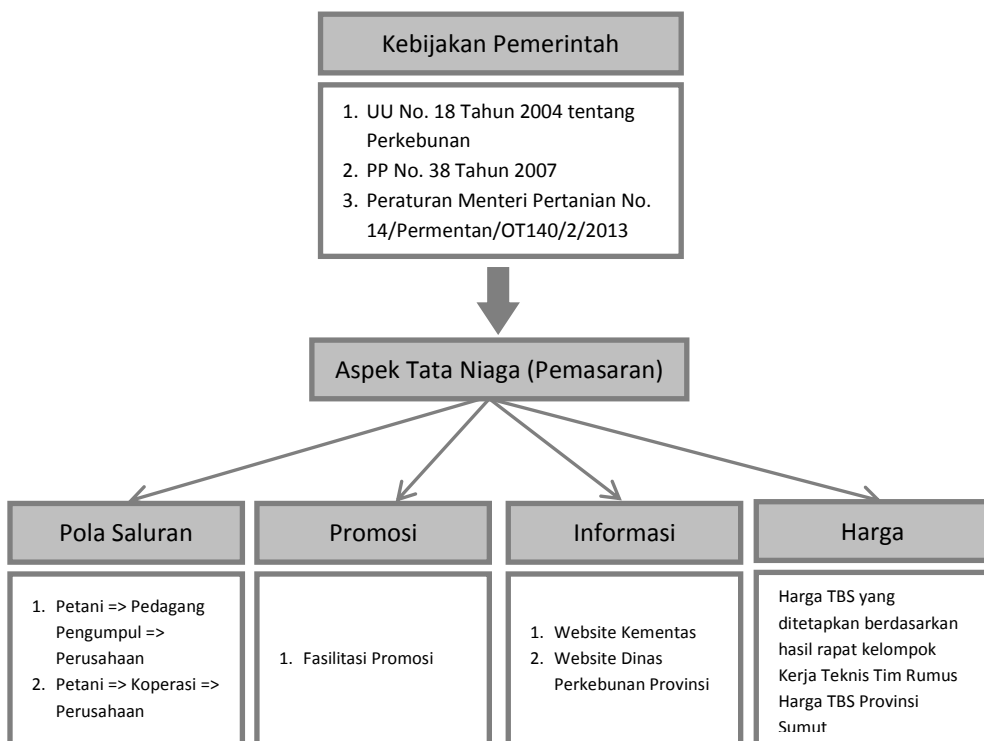 Kebijakan Pemerintah
1. UU No. 18 Tahun 2004 tentang
Perkebunan
2. PP No. 38 Tahun 2007
3. Peraturan Menteri Pertanian No.
14/Permentan/OT140/2/2013
Aspek Tata Niaga (Pemasaran)
Pola Saluran
1. Petani => Pedagang
Pengumpul =>
Perusahaan
2. Petani => Koperasi =>
Perusahaan
Promosi
1. Fasilitasi Promosi
Informasi
1. Website Kementas
2. Website Dinas
Perkebunan Provinsi
Harga
Harga TBS yang
ditetapkan berdasarkan
hasil rapat kelompok
Kerja Teknis Tim Rumus
Harga TBS Provinsi
Sumut